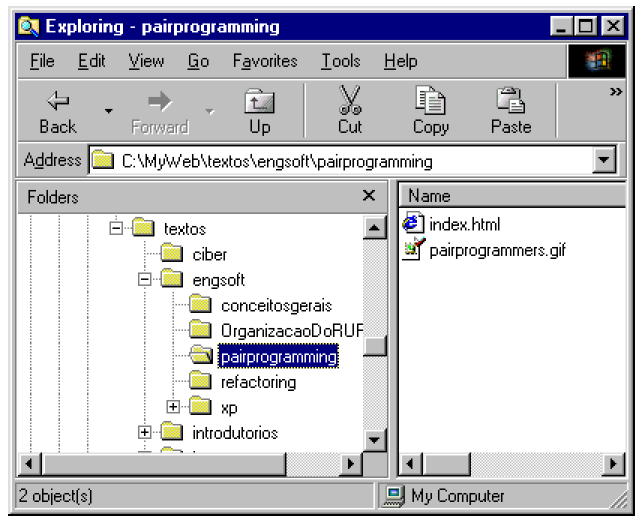 Exploring - pairprogramming
File Edit View Go Favorites Tools Help
Back Forward Up Cut Copy Paste »
Address C:\MyWeb\textos\engsoft\pairprogramming
Folders
textos
ciber
engsoft
conceitosgerais
OrganizacaoDoRUP
pairprogramming
refactoring
xp
introdutorios
Name
index.html
pairprogrammers.gif
2 object(s) My Computer